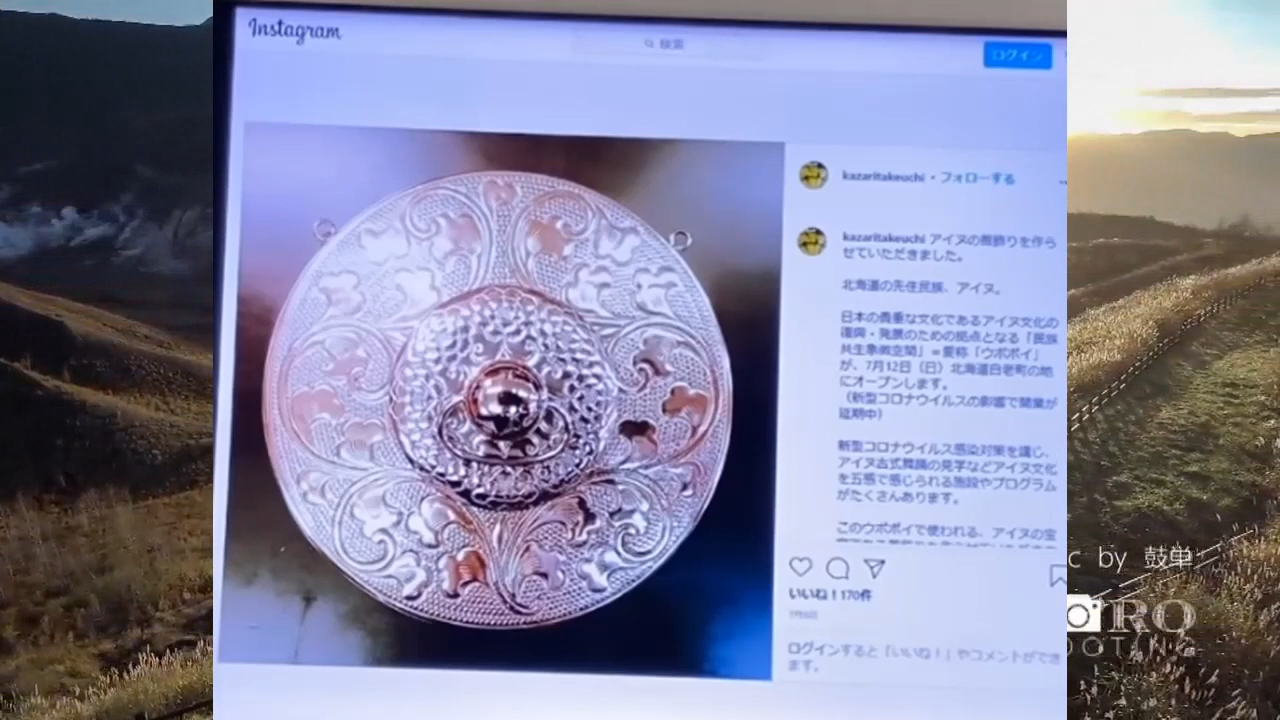 Instagram
検索
ログイン
kazaritakeuchi・フォローする
kazaritakeuchi アイヌの首飾りを作ら
せていただきました。
北海道の先住民族、アイヌ。
日本の貴重な文化であるアイヌ文化の
復興・発展のための拠点となる「民族
共生象徴空間」＝愛称「ウポポイ」
が、7月12日（日）北海道白老町の地
にオープンします。
（新型コロナウイルスの影響で開業が
延期中）
新型コロナウイルス感染対策を講じ、
アイヌ古式舞踊の見学などアイヌ文化
を五感で感じられる施設やプログラム
がたくさんあります。
このウポポイで使われる、アイヌの宝
いいね！170件
ログインすると「いいね！」やコメントができ
ます。
c by 鼓単
RO
OOTING